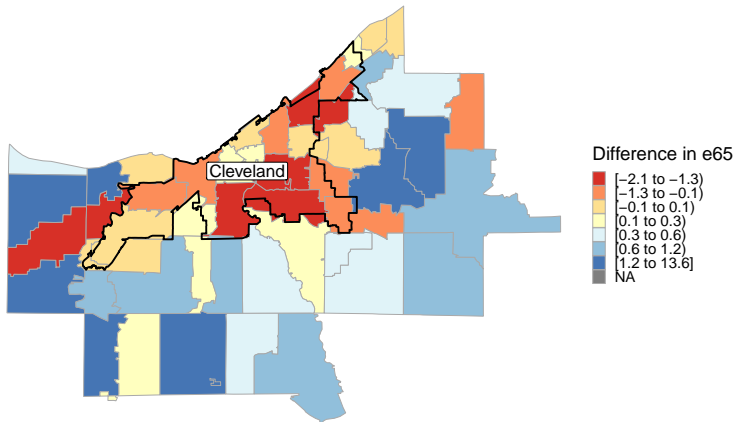 Cleveland
Difference in e65
[−2.1 to −1.3)
[−1.3 to −0.1)
[−0.1 to 0.1)
[0.1 to 0.3)
[0.3 to 0.6)
[0.6 to 1.2)
[1.2 to 13.6]
NA